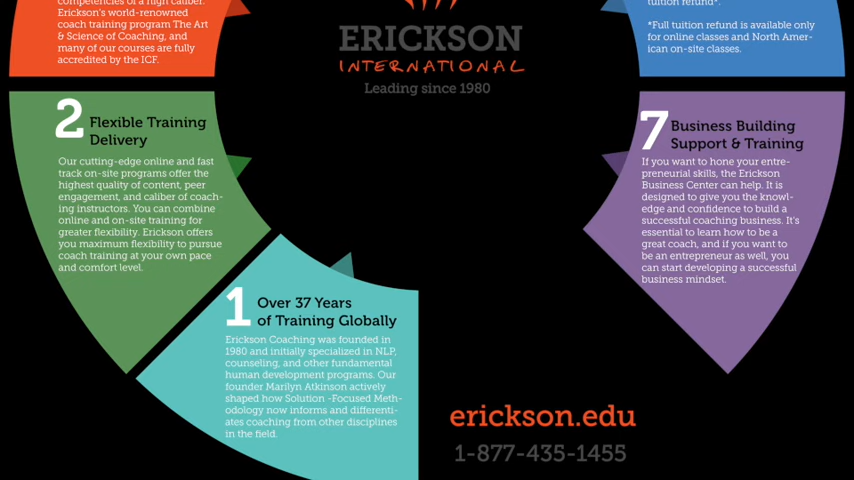 competencies of a high caliber.
Erickson's world-renowned
coach training program The Art
& Science of Coaching, and
many of our courses are fully
accredited by the ICF.
ERICKSON
INTERNATIONAL
Leading since 1980
tuition refund*.
*Full tuition refund is available only
for online classes and North Amer-
ican on-site classes.
2 Flexible Training
Delivery
Our cutting-edge online and fast
track on-site programs offer the
highest quality of content, peer
engagement, and caliber of coach-
ing instructors. You can combine
online and on-site training for
greater flexibility. Erickson offers
you maximum flexibility to pursue
coach training at your own pace
and comfort level.
7 Business Building
Support & Training
If you want to hone your entre-
preneurial skills, the Erickson
Business Center can help. It is
designed to give you the knowl-
edge and confidence to build a
successful coaching business. It's
essential to learn how to be a
great coach, and if you want to
be an entrepreneur as well, you
can start developing a successful
business mindset.
1 Over 37 Years
of Training Globally
Erickson Coaching was founded in
1980 and initially specialized in NLP,
counseling, and other fundamental
human development programs. Our
founder Marilyn Atkinson actively
shaped how Solution -Focused Meth-
odology now informs and differenti-
ates coaching from other disciplines
in the field.
erickson.edu
1-877-435-1455